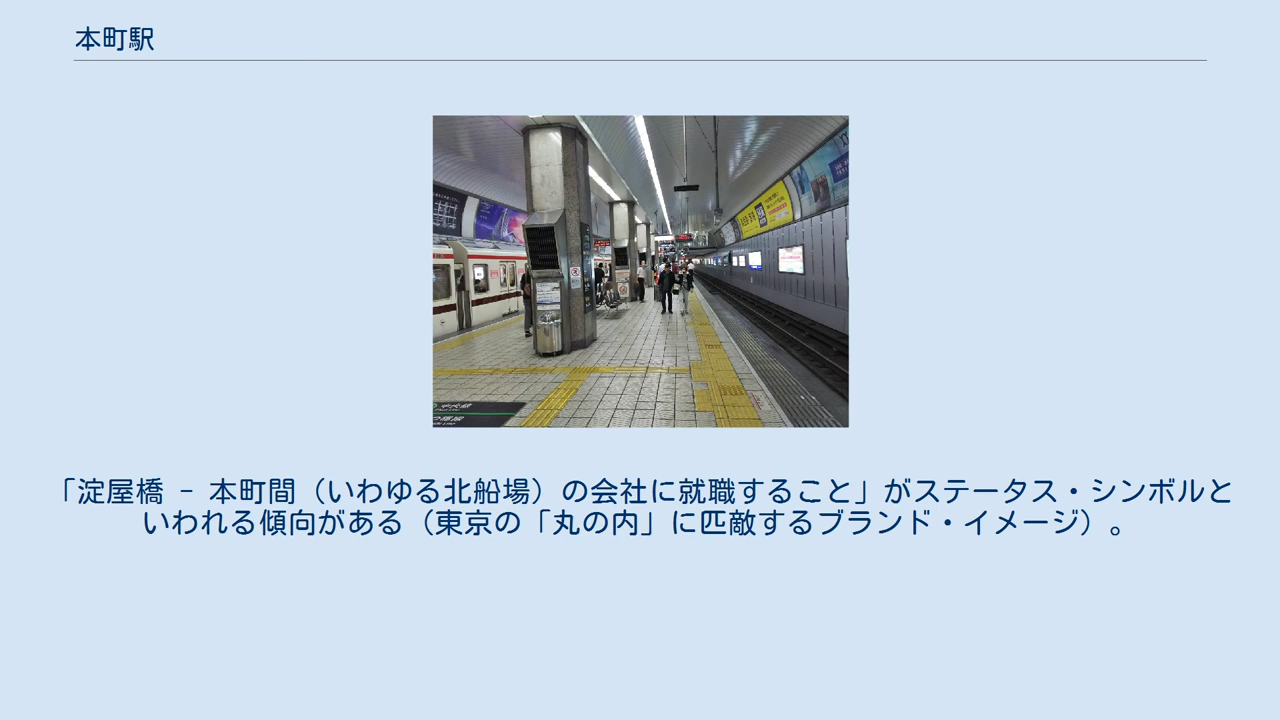 本町駅
「淀屋橋 － 本町間（いわゆる北船場）の会社に就職すること」がステータス・シンボルと
いわれる傾向がある（東京の「丸の内」に匹敵するブランド・イメージ）。